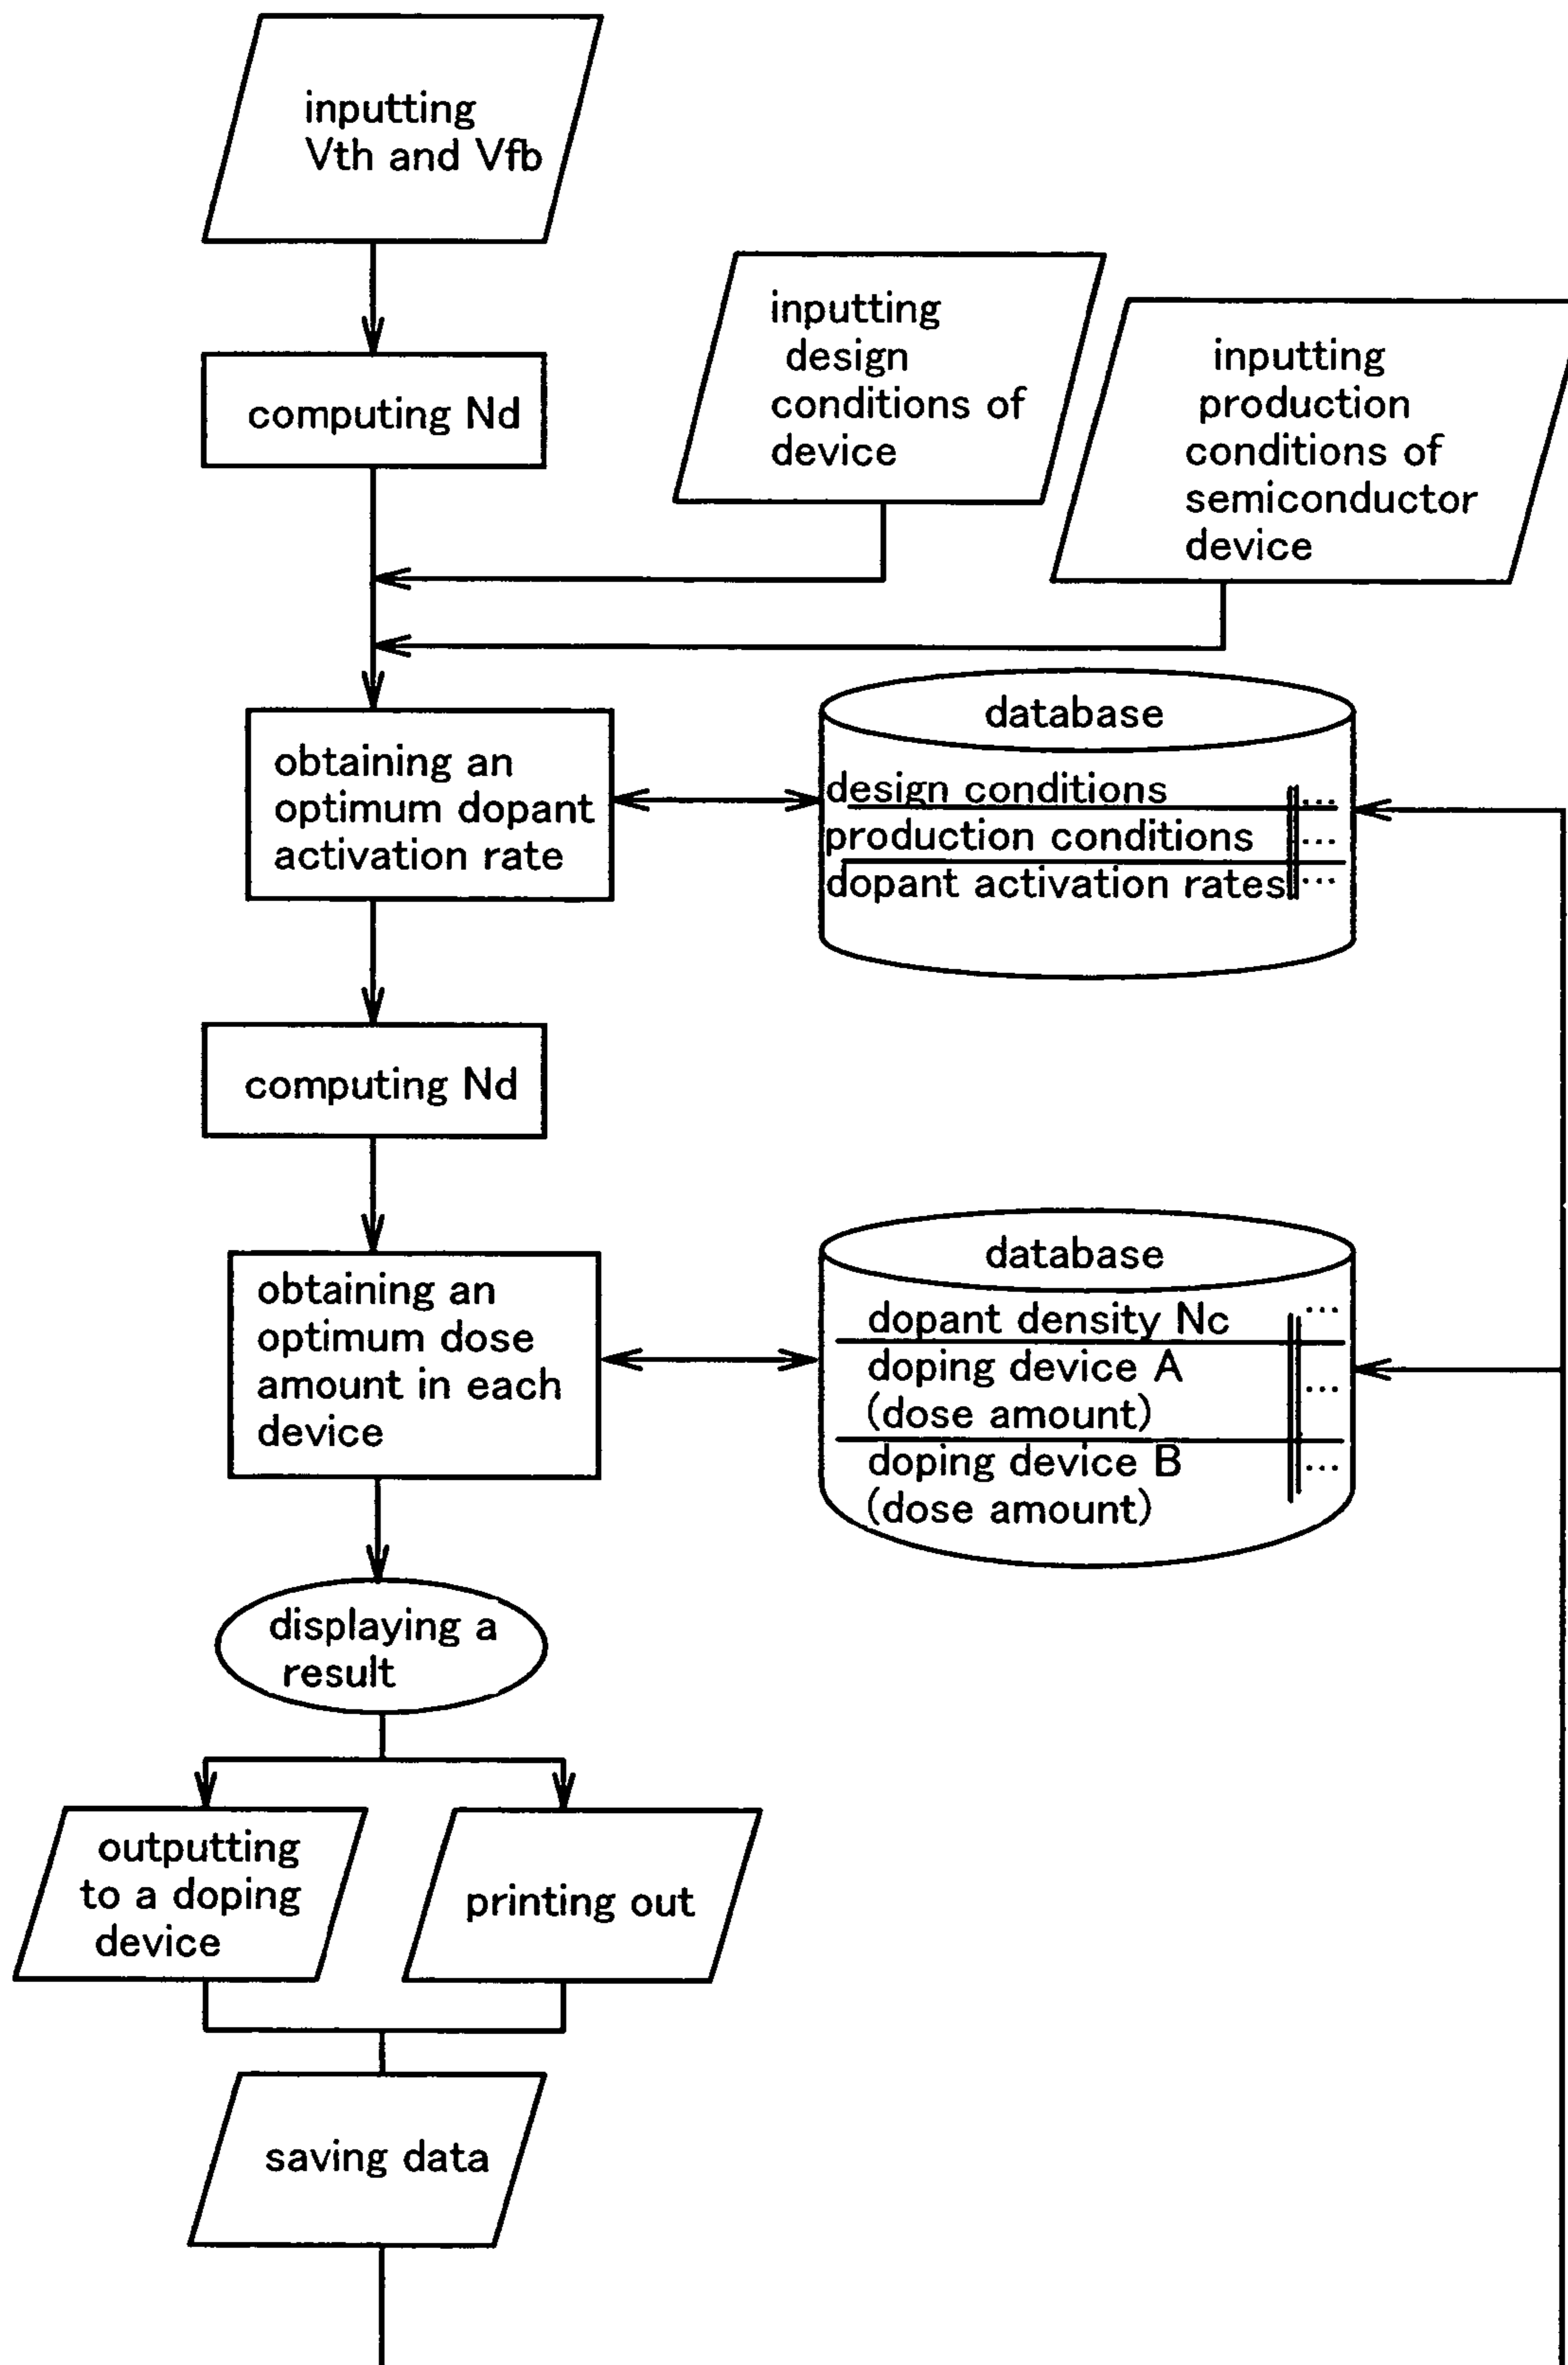 inputting
Vth and Vfb
computing Nd
inputting
design
conditions of
device
inputting
production
conditions of
semiconductor
device
obtaining an
optimum dopant
activation rate
database
design conditions ...
production conditions ...
dopant activation rates ...
computing Nd
obtaining an
optimum dose
amount in each
device
database
dopant density Nc ...
doping device A
(dose amount) ...
doping device B ...
(dose amount)
displaying a
result
outputting
to a doping
device
printing out
saving data